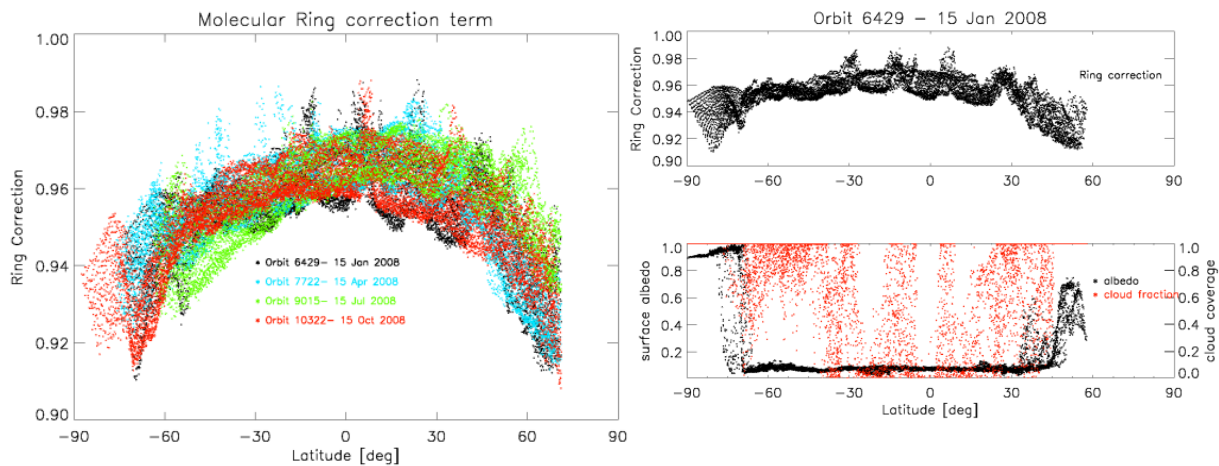 Molecular Ring correction term
1.00
0.98
0.96
0.94
0.92
0.90
Ring Correction
Orbit 6429– 15 Jan 2008
Orbit 7722– 15 Apr 2008
Orbit 9015– 15 Jul 2008
Orbit 10322– 15 Oct 2008
−90 −60 −30 0 30 60 90
Latitude [deg]
Orbit 6429 – 15 Jan 2008
1.00
0.98
0.96
0.94
0.92
0.90
Ring Correction
Ring correction
−90 −60 −30 0 30 60 90
1.0 1.0
0.8 0.8
0.6 0.6
0.4 0.4
0.2 0.2
0.0
surface albedo
cloud coverage
albedo
cloud fraction
−90 −60 −30 0 30 60 90
Latitude [deg]